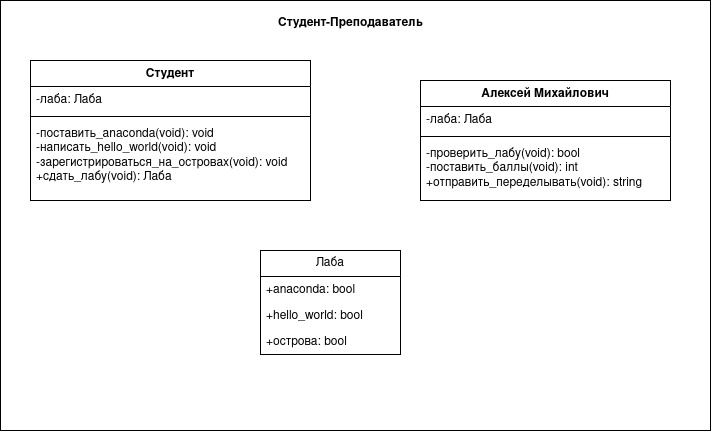 Студент-Преподаватель
Студент
-лаба: Лаба
-поставить_anaconda(void): void
-написать_hello_world(void): void
-зарегистрироваться_на_островах(void): void
+сдать_лабу(void): Лаба
Алексей Михайлович
-лаба: Лаба
-проверить_лабу(void): bool
-поставить_баллы(void): int
+отправить_переделывать(void): string
Лаба
+anaconda: bool
+hello_world: bool
+острова: bool